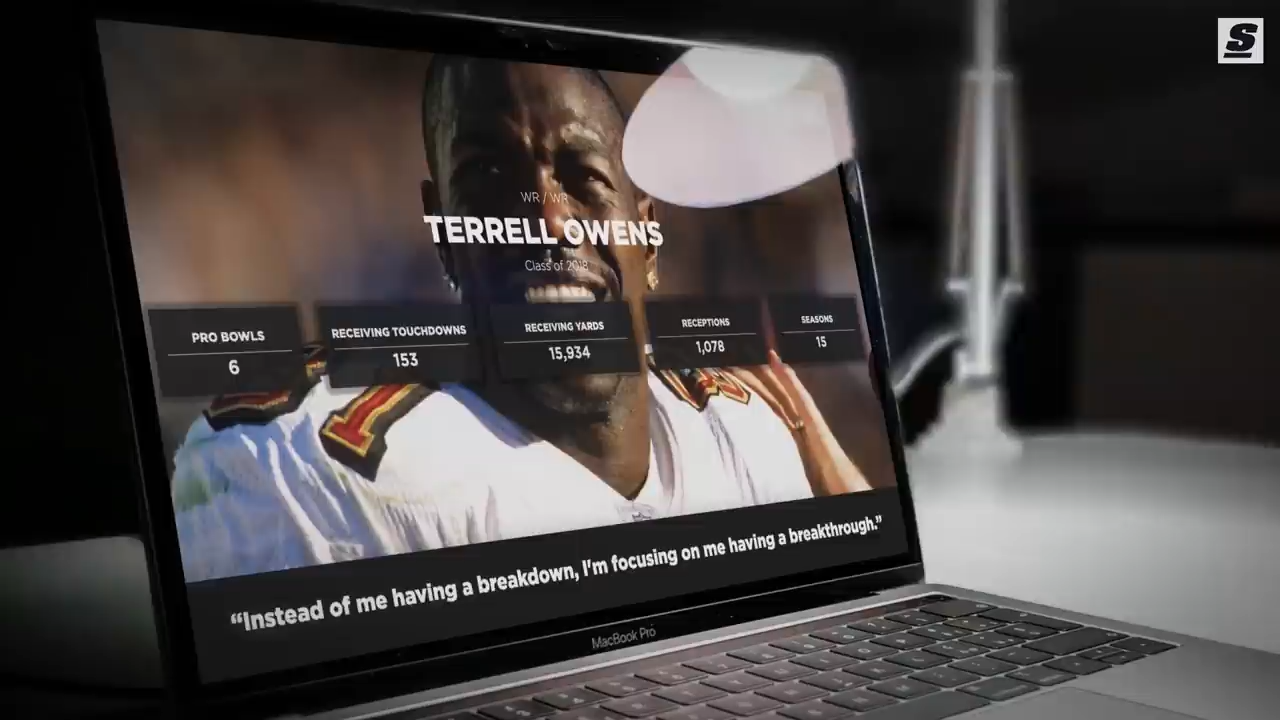 S
WR / WR
TERRELL OWENS
Class of 2018
PRO BOWLS
6
RECEIVING TOUCHDOWNS
153
RECEIVING YARDS
15,934
RECEPTIONS
1,078
SEASONS
15
“Instead of me having a breakdown, I'm focusing on me having a breakthrough.”
MacBook Pro